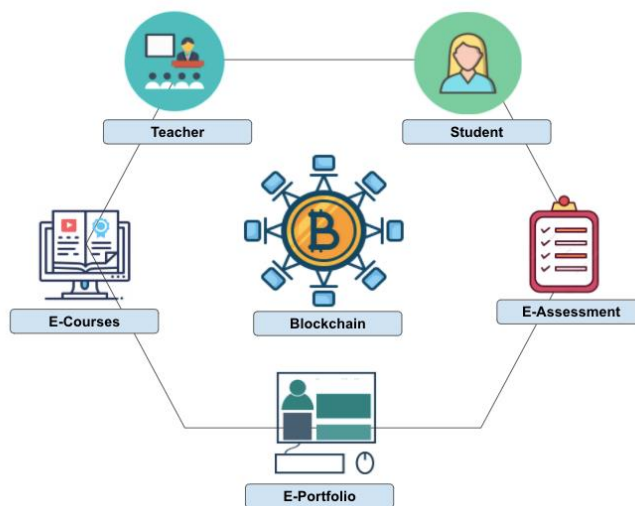 Teacher
Student
E-Courses
Blockchain
E-Assessment
E-Portfolio